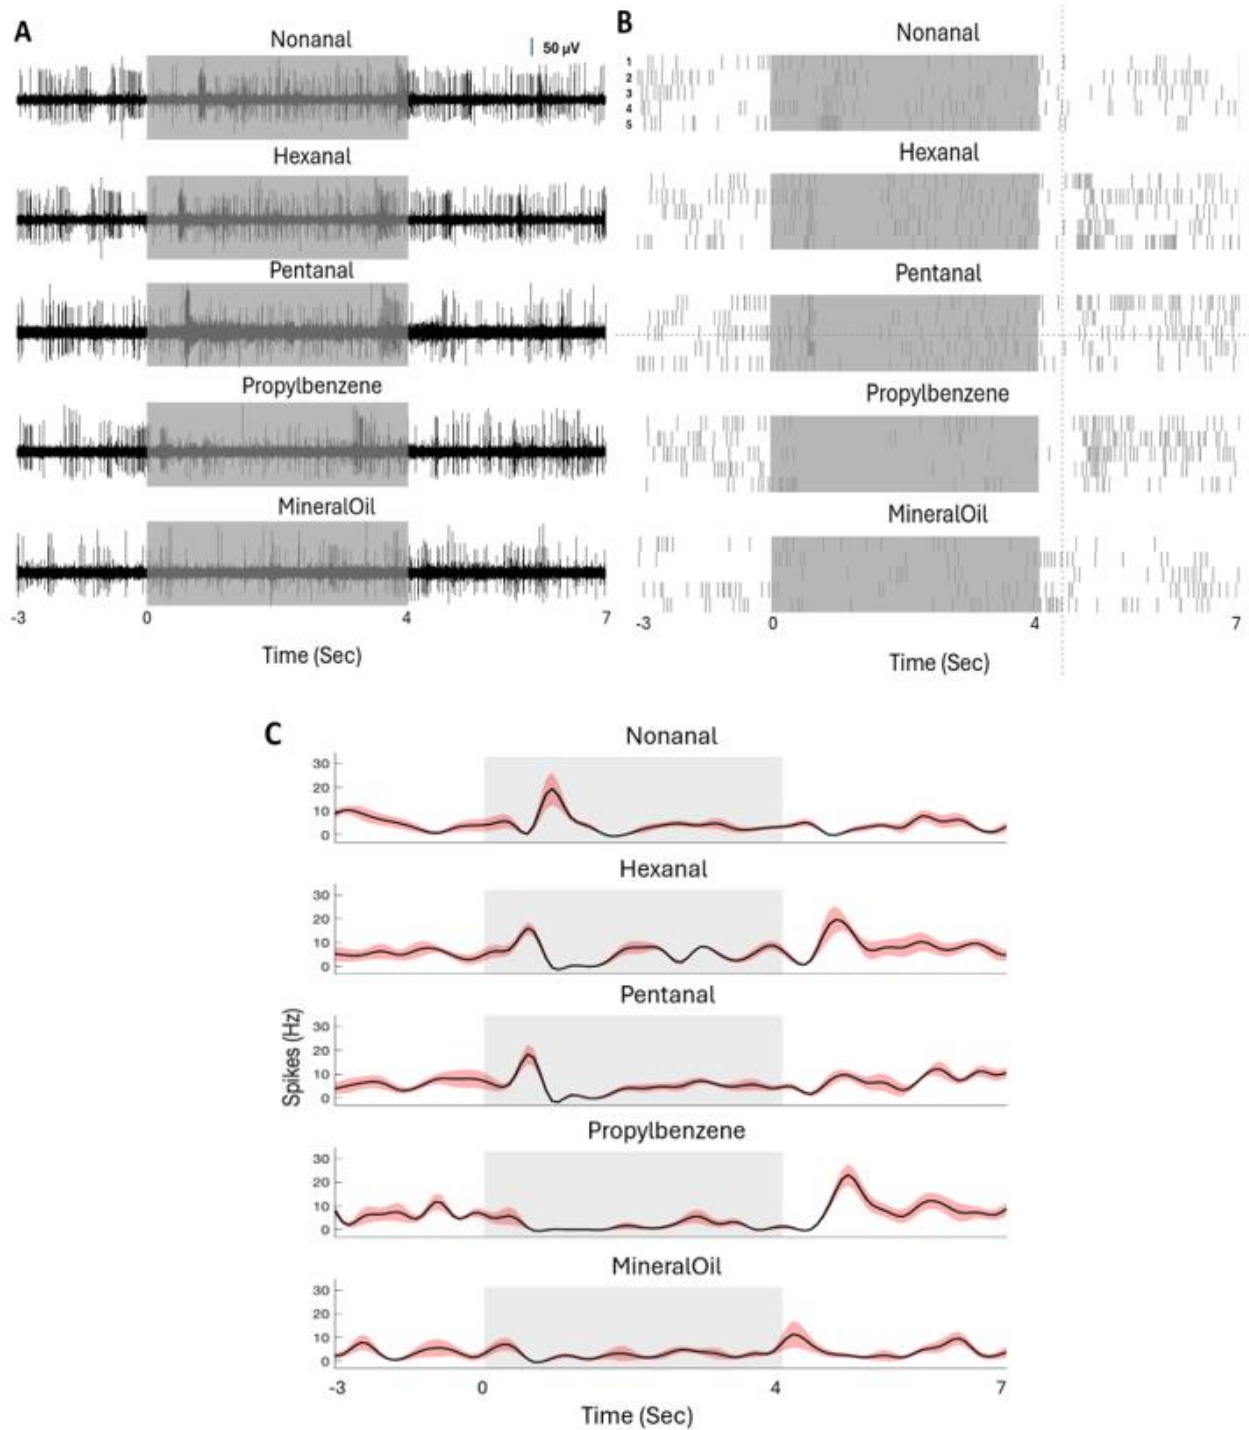 A
Nonanal
50 µV
Hexanal
Pentanal
Propylbenzene
MineralOil
-3 0 4 7
Time (Sec)
B
Nonanal
1
2
3
4
5
Hexanal
Pentanal
Propylbenzene
MineralOil
-3 0 4 7
Time (Sec)
C
Nonanal
30
20
10
0
Hexanal
30
20
10
0
Pentanal
Spikes (Hz)
30
20
10
0
Propylbenzene
30
20
10
0
MineralOil
30
20
10
0
-3 0 4 7
Time (Sec)